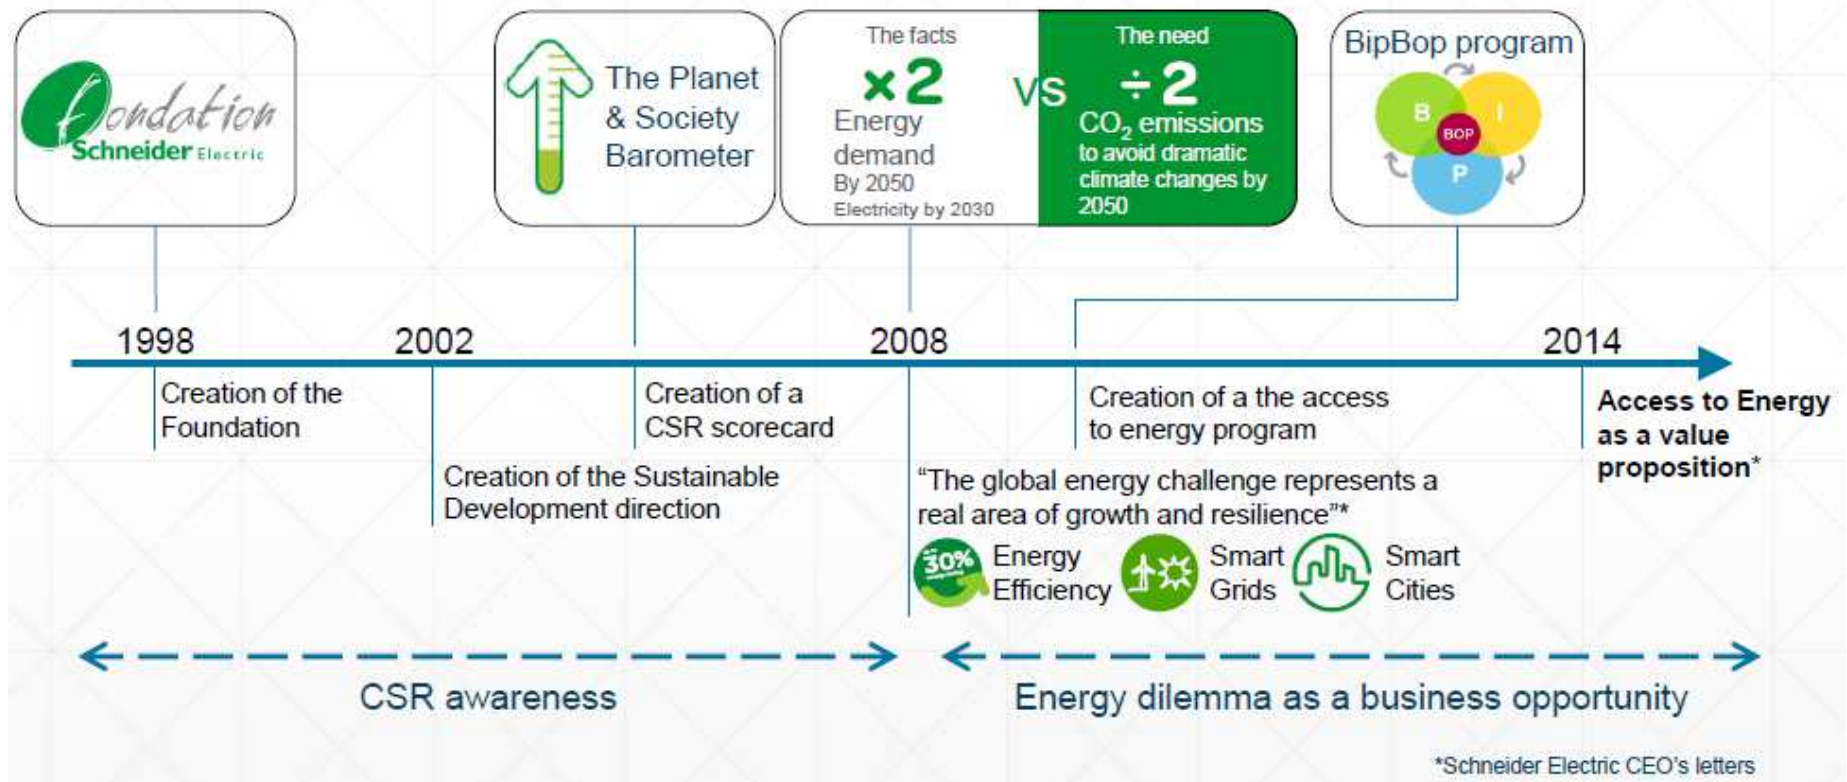 fondation
Schneider Electric
The Planet
& Society
Barometer
The facts
×2
Energy
demand
By 2050
Electricity by 2030
VS
The need
÷2
CO₂ emissions
to avoid dramatic
climate changes by
2050
BipBop program
B
I
BOP
P
1998
2002
2008
2014
Creation of the
Foundation
Creation of the Sustainable
Development direction
Creation of a
CSR scorecard
Creation of a the access
to energy program
Access to Energy
as a value
proposition*
“The global energy challenge represents a
real area of growth and resilience”*
30%
Energy
Efficiency
Smart
Grids
Smart
Cities
CSR awareness
Energy dilemma as a business opportunity
*Schneider Electric CEO’s letters